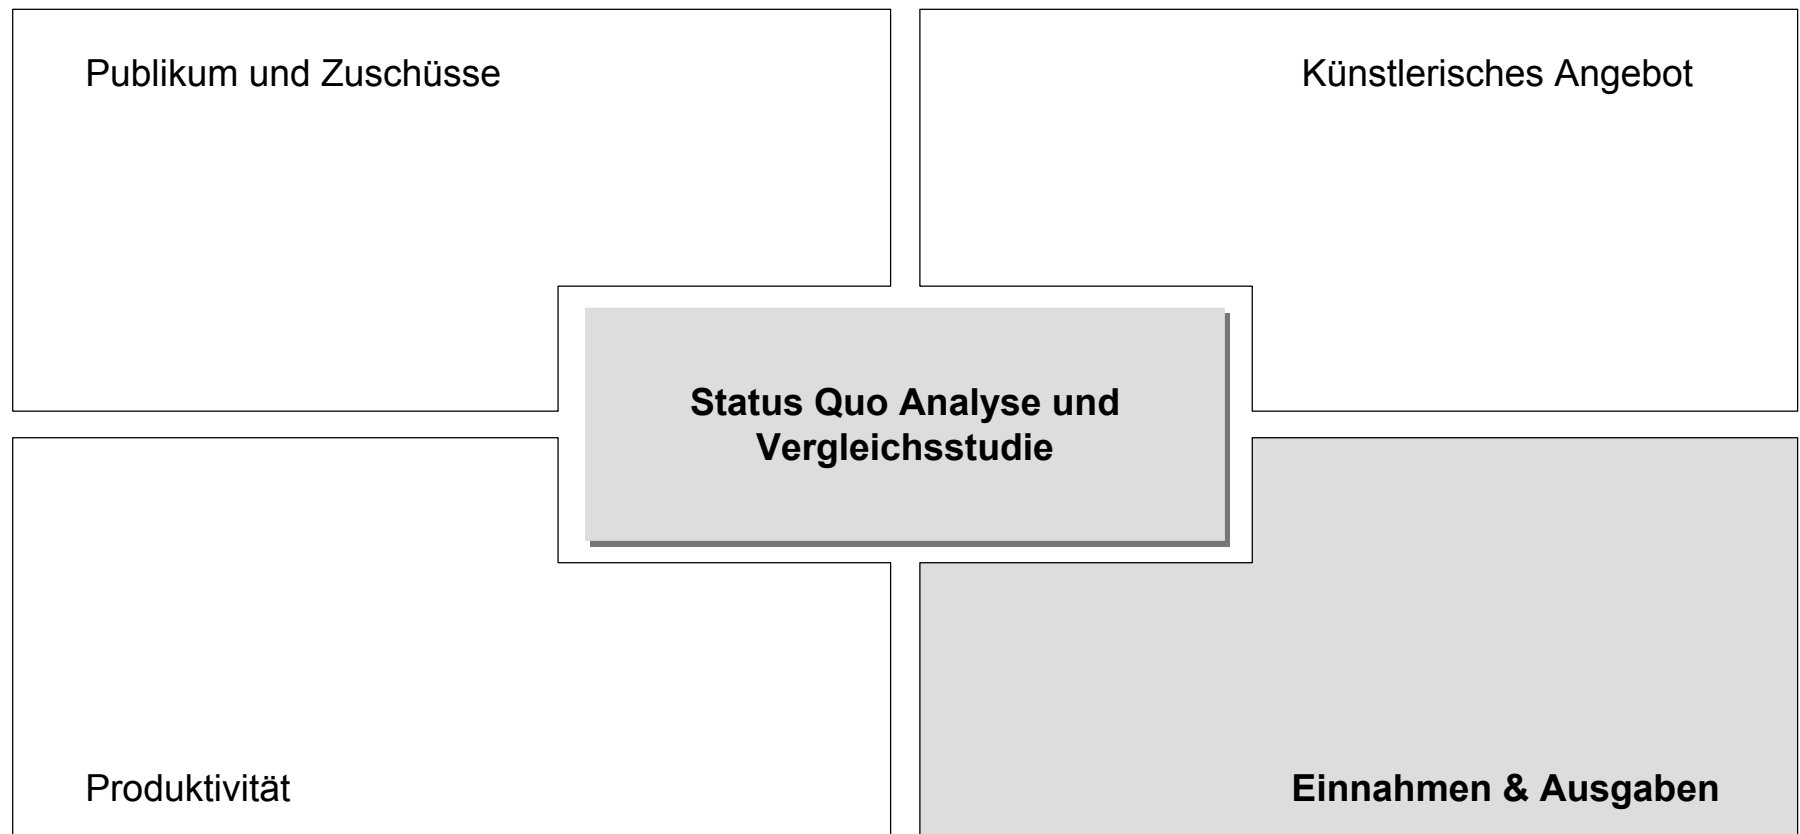 Publikum und Zuschüsse
Künstlerisches Angebot
Status Quo Analyse und
Vergleichsstudie
Produktivität
Einnahmen & Ausgaben